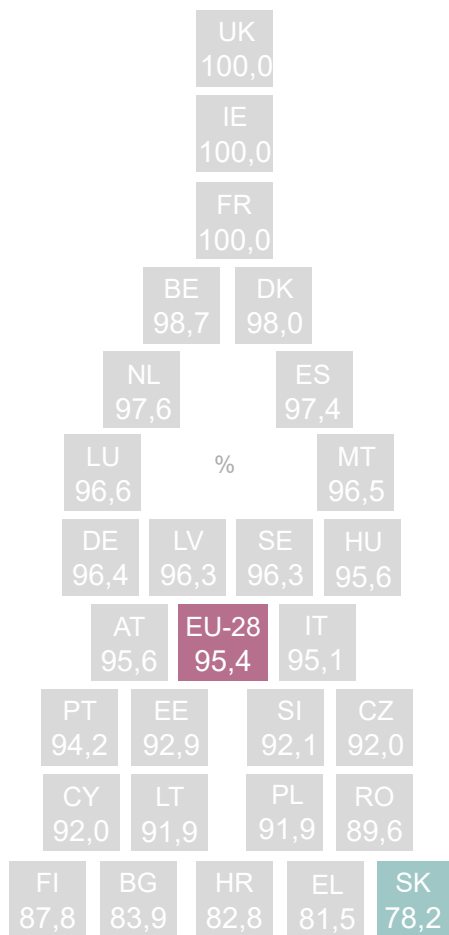 UK
100,0
IE
100,0
FR
100,0
BE
98,7
DK
98,0
NL
97,6
ES
97,4
LU
96,6
%
MT
96,5
DE
96,4
LV
96,3
SE
96,3
HU
95,6
AT
95,6
EU-28
95,4
IT
95,1
PT
94,2
EE
92,9
SI
92,1
CZ
92,0
CY
92,0
LT
91,9
PL
91,9
RO
89,6
FI
87,8
BG
83,9
HR
82,8
EL
81,5
SK
78,2